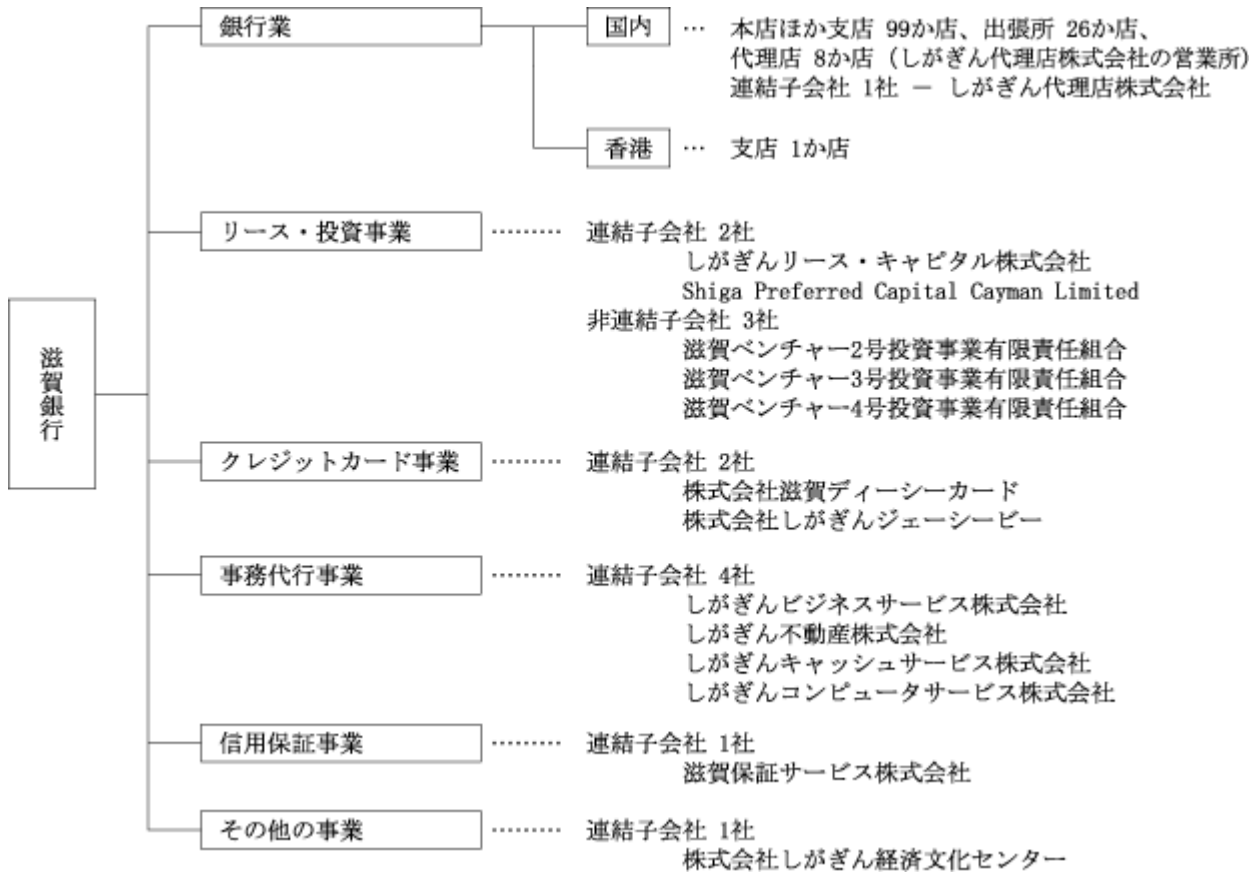 滋賀銀行
銀行業
国内 … 本店ほか支店 99か店、出張所 26か店、
代理店 8か店 (しがぎん代理店株式会社の営業所)
連結子会社 1社 － しがぎん代理店株式会社
香港 … 支店 1か店
リース・投資事業 ……… 連結子会社 2社
しがぎんリース・キャピタル株式会社
Shiga Preferred Capital Cayman Limited
非連結子会社 3社
滋賀ベンチャー2号投資事業有限責任組合
滋賀ベンチャー3号投資事業有限責任組合
滋賀ベンチャー4号投資事業有限責任組合
クレジットカード事業 ……… 連結子会社 2社
株式会社滋賀ディーシーカード
株式会社しがぎんジェーシービー
事務代行事業 ……… 連結子会社 4社
しがぎんビジネスサービス株式会社
しがぎん不動産株式会社
しがぎんキャッシュサービス株式会社
しがぎんコンピュータサービス株式会社
信用保証事業 ……… 連結子会社 1社
滋賀保証サービス株式会社
その他の事業 ……… 連結子会社 1社
株式会社しがぎん経済文化センター